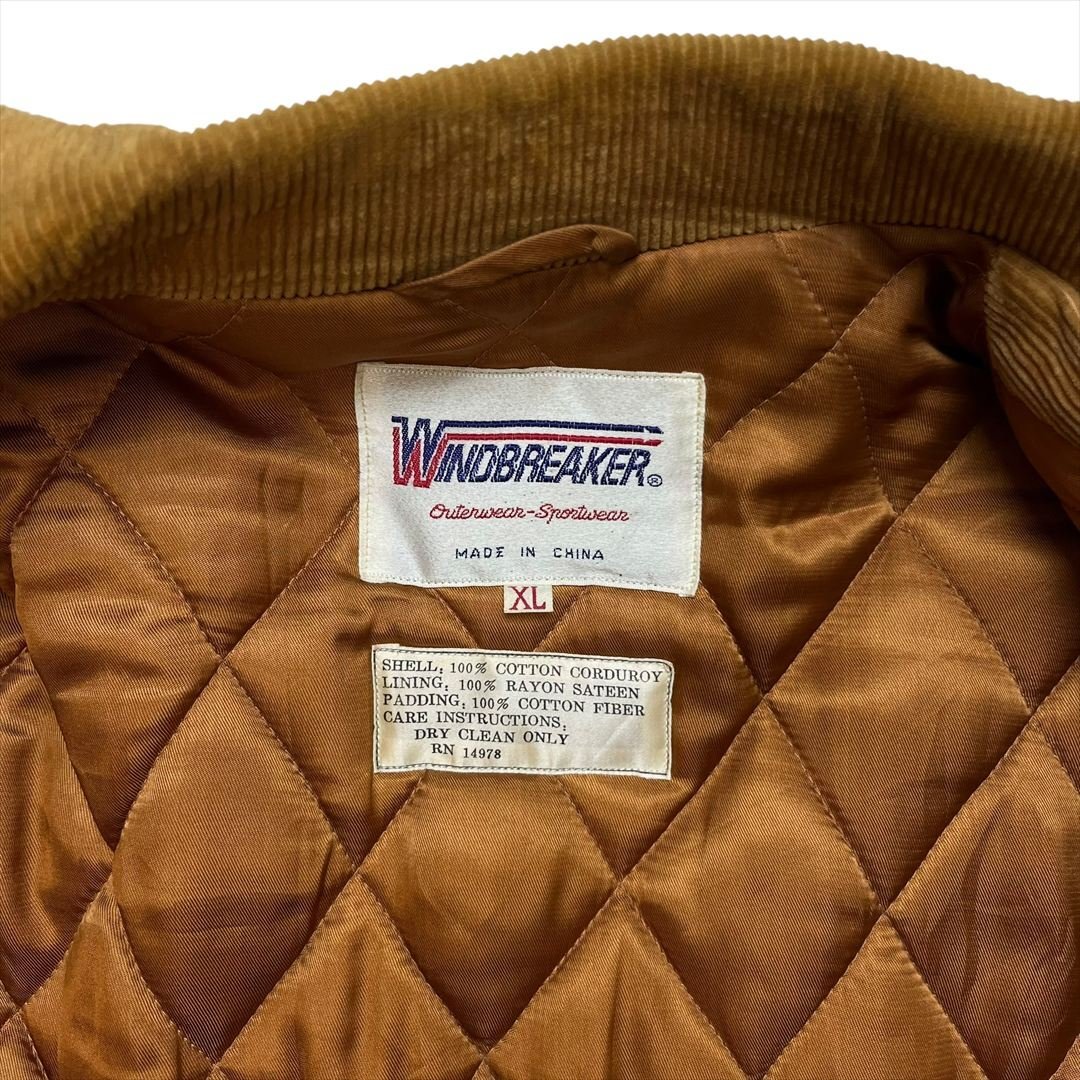 WINDBREAKER®
Outerwear-Sportwear
MADE IN CHINA
XL
SHELL: 100% COTTON CORDUROY
LINING: 100% RAYON SATEEN
PADDING: 100% COTTON FIBER
CARE INSTRUCTIONS:
DRY CLEAN ONLY
RN 14978